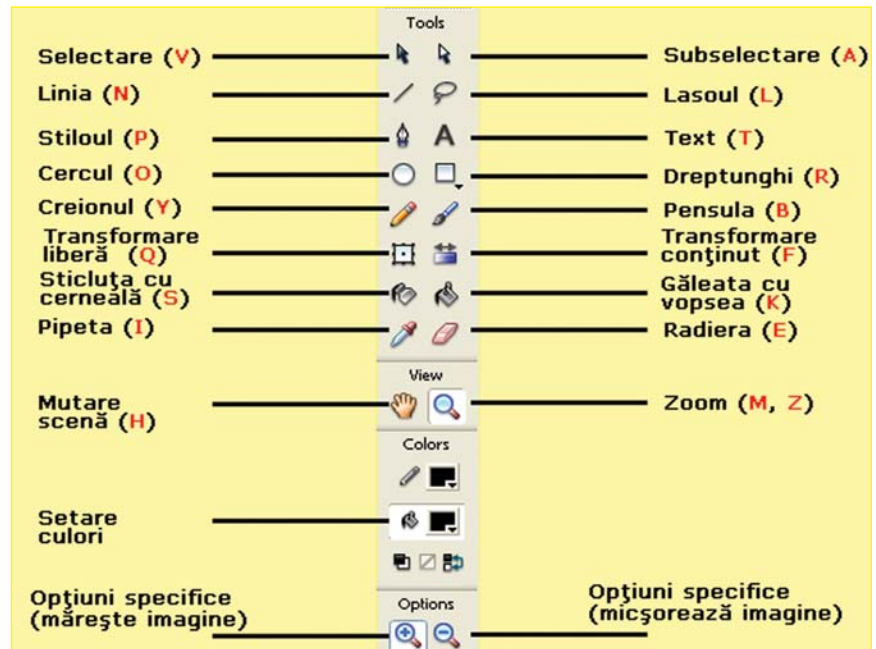 Tools
Selectare (V)
Subselectare (A)
Linia (N)
Lasoul (L)
Stiloul (P)
Text (T)
Cercul (O)
Dreptunghi (R)
Creionul (Y)
Pensula (B)
Transformare
liberă (Q)
Transformare
conţinut (F)
Sticluţa cu
cerneală (S)
Găleata cu
vopsea (K)
Pipeta (I)
Radiera (E)
View
Mutare
scenă (H)
Zoom (M, Z)
Colors
Setare
culori
Opţiuni specifice
(măreşte imagine)
Options
Opţiuni specifice
(micşorează imagine)